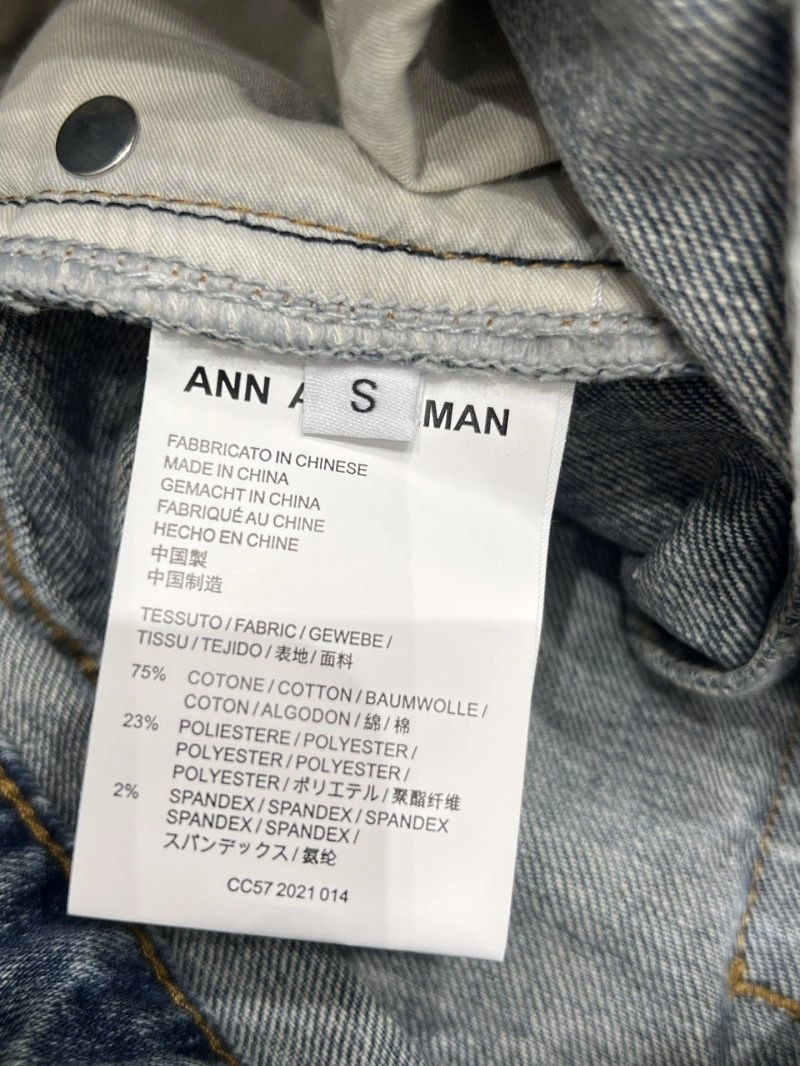 ANN A MAN
S
FABBRICATO IN CHINESE
MADE IN CHINA
GEMACHT IN CHINA
FABRIQUÉ AU CHINE
HECHO EN CHINE
中国製
中国制造
TESSUTO / FABRIC / GEWEBE /
TISSU / TEJIDO / 表地 / 面料
75% COTONE / COTTON / BAUMWOLLE /
COTON / ALGODON / 綿 / 棉
23% POLIESTERE / POLYESTER /
POLYESTER / POLYESTER /
POLYESTER / ポリエテル / 聚酯纤维
2% SPANDEX / SPANDEX / SPANDEX
SPANDEX / SPANDEX /
スパンデックス / 氨纶
CC57 2021 014